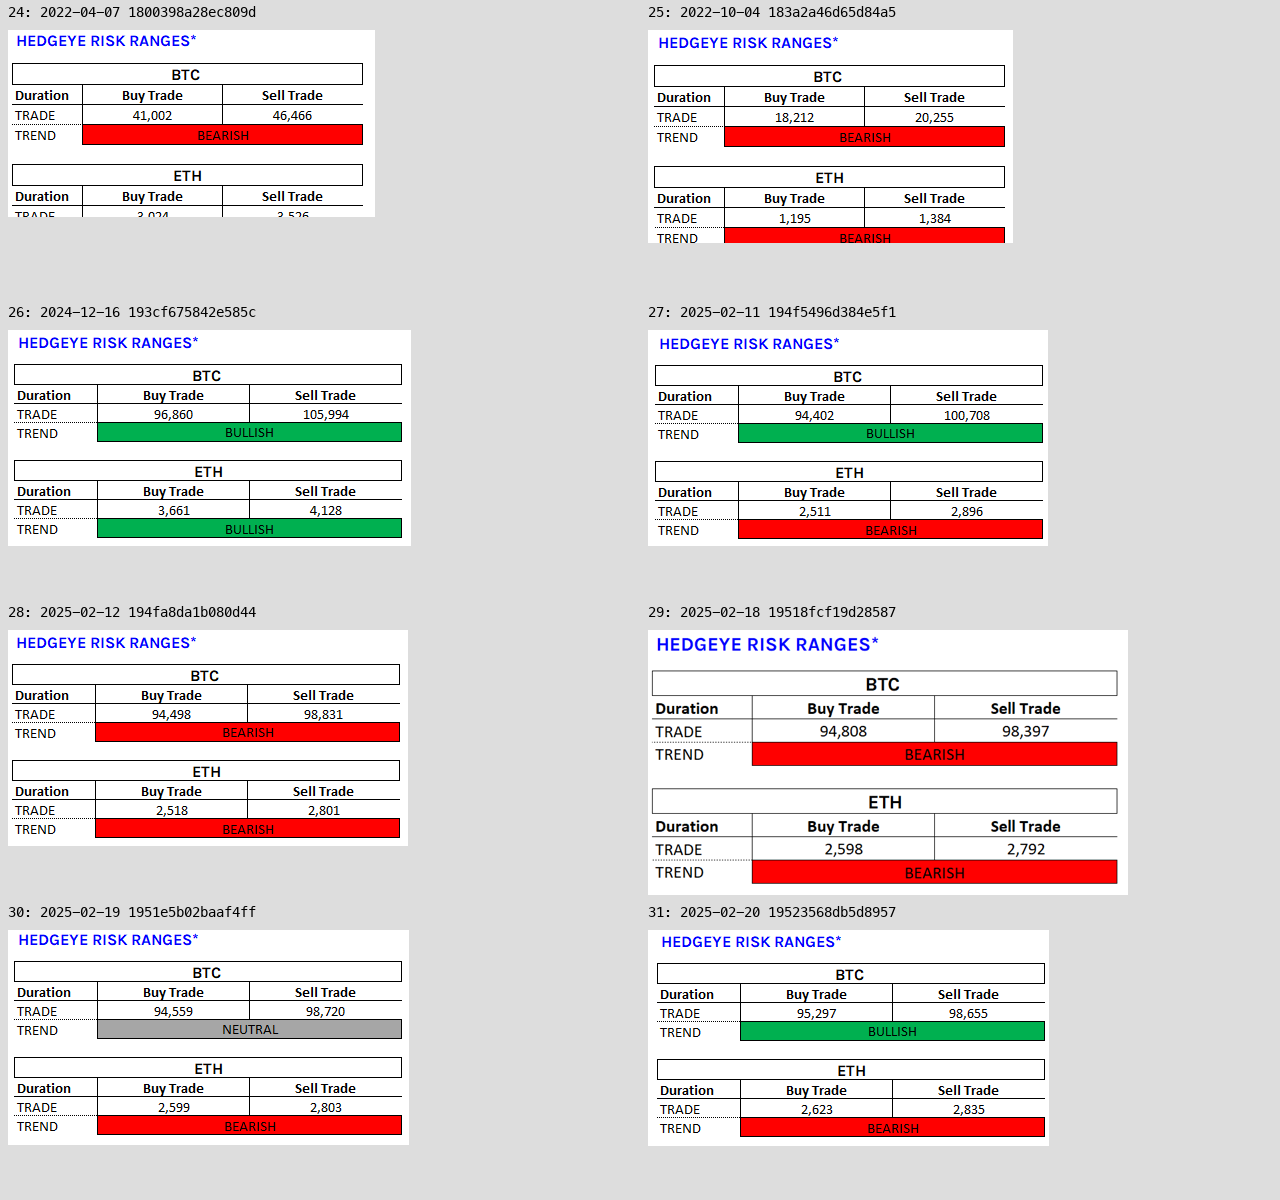 24: 2022-04-07 1800398a28ec809d
HEDGEYE RISK RANGES*
BTC
Duration Buy Trade Sell Trade
TRADE 41,002 46,466
TREND BEARISH
ETH
Duration Buy Trade Sell Trade
TRADE 3,024 3,526
25: 2022-10-04 183a2a46d65d84a5
HEDGEYE RISK RANGES*
BTC
Duration Buy Trade Sell Trade
TRADE 18,212 20,255
TREND BEARISH
ETH
Duration Buy Trade Sell Trade
TRADE 1,195 1,384
TREND BEARISH
26: 2024-12-16 193cf675842e585c
HEDGEYE RISK RANGES*
BTC
Duration Buy Trade Sell Trade
TRADE 96,860 105,994
TREND BULLISH
ETH
Duration Buy Trade Sell Trade
TRADE 3,661 4,128
TREND BULLISH
27: 2025-02-11 194f5496d384e5f1
HEDGEYE RISK RANGES*
BTC
Duration Buy Trade Sell Trade
TRADE 94,402 100,708
TREND BULLISH
ETH
Duration Buy Trade Sell Trade
TRADE 2,511 2,896
TREND BEARISH
28: 2025-02-12 194fa8da1b080d44
HEDGEYE RISK RANGES*
BTC
Duration Buy Trade Sell Trade
TRADE 94,498 98,831
TREND BEARISH
ETH
Duration Buy Trade Sell Trade
TRADE 2,518 2,801
TREND BEARISH
29: 2025-02-18 19518fcf19d28587
HEDGEYE RISK RANGES*
BTC
Duration Buy Trade Sell Trade
TRADE 94,808 98,397
TREND BEARISH
ETH
Duration Buy Trade Sell Trade
TRADE 2,598 2,792
TREND BEARISH
30: 2025-02-19 1951e5b02baaf4ff
HEDGEYE RISK RANGES*
BTC
Duration Buy Trade Sell Trade
TRADE 94,559 98,720
TREND NEUTRAL
ETH
Duration Buy Trade Sell Trade
TRADE 2,599 2,803
TREND BEARISH
31: 2025-02-20 19523568db5d8957
HEDGEYE RISK RANGES*
BTC
Duration Buy Trade Sell Trade
TRADE 95,297 98,655
TREND BULLISH
ETH
Duration Buy Trade Sell Trade
TRADE 2,623 2,835
TREND BEARISH